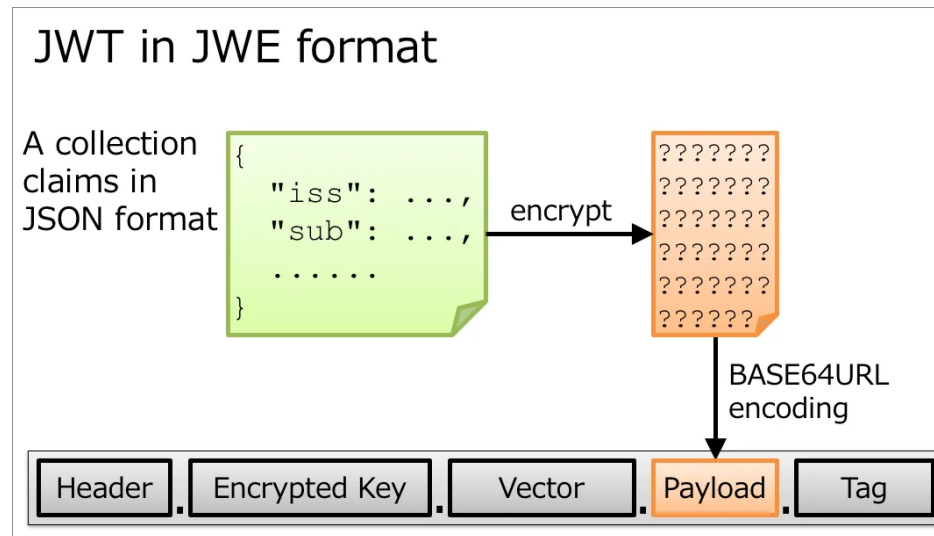 JWT in JWE format
A collection
claims in
JSON format
{
"iss": ...,
"sub": ...,
......
}
encrypt
???????
???????
???????
???????
???????
??????
BASE64URL
encoding
Header . Encrypted Key . Vector . Payload . Tag